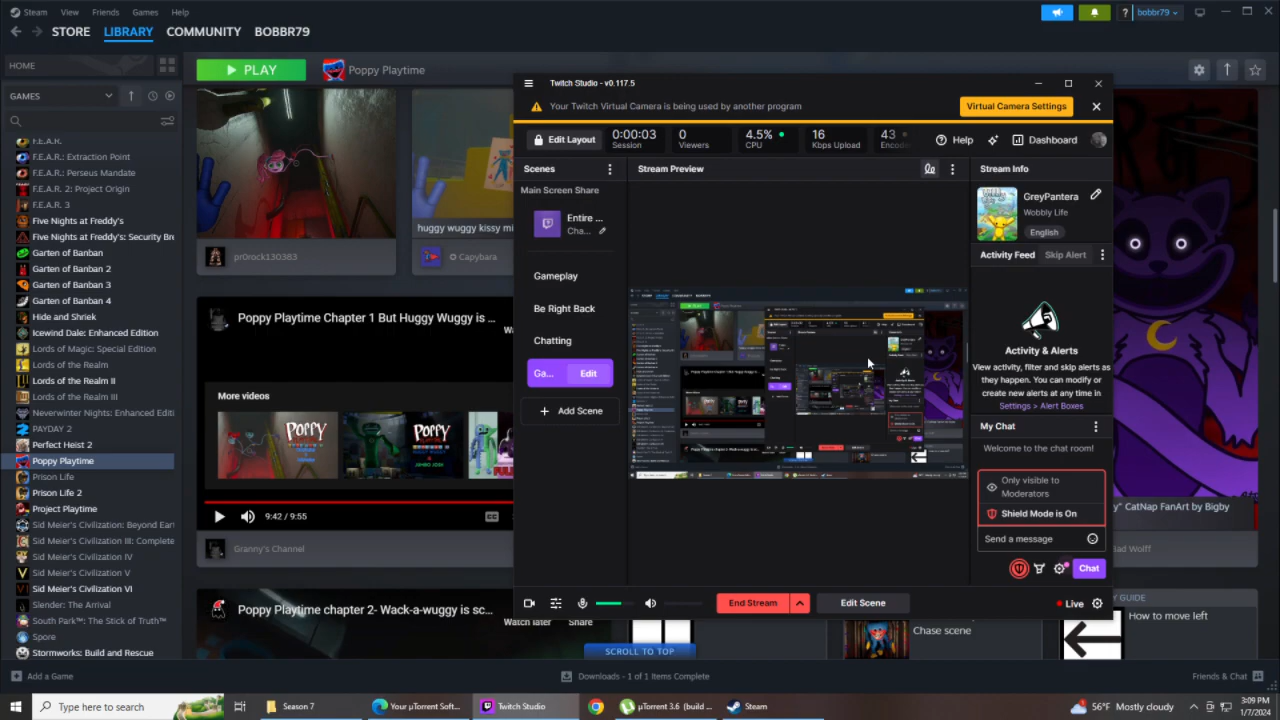 Steam View Friends Games Help
? bobbr79
STORE LIBRARY COMMUNITY BOBBR79
HOME
GAMES
F.E.A.R.
F.E.A.R.: Extraction Point
F.E.A.R.: Perseus Mandate
F.E.A.R. 2: Project Origin
F.E.A.R. 3
Five Nights at Freddy's
Five Nights at Freddy's: Security Bre
Garten of Banban
Garten of Banban 2
Garten of Banban 3
Garten of Banban 4
Hide and Shriek
Icewind Dale: Enhanced Edition
Lords of Magic: Special Edition
Lords of the Realm
Lords of the Realm II
Lords of the Realm III
Neverwinter Nights: Enhanced Editi
PAYDAY 2
Perfect Heist 2
Poppy Playtime
Prison Life
Prison Life 2
Project Playtime
Sid Meier's Civilization: Beyond Eart
Sid Meier's Civilization III: Complete
Sid Meier's Civilization IV
Sid Meier's Civilization V
Sid Meier's Civilization VI
Slender: The Arrival
South Park™: The Stick of Truth™
Spore
Stormworks: Build and Rescue
PLAY
Poppy Playtime
huggy wuggy kissy mi
pr0rock130383
Capybara
Poppy Playtime Chapter 1 But Huggy Wuggy is ...
Wa
More videos
POPPY
POPPY
9:42 / 9:55
Granny's Channel
Poppy Playtime chapter 2- Wack-a-wuggy is sc...
Watch later
Share
SCROLL TO TOP
Twitch Studio - v0.117.5
Your Twitch Virtual Camera is being used by another program
Virtual Camera Settings
Edit Layout
0:00:03
Session
0
Viewers
4.5%
CPU
16
Kbps Upload
43
Encod
Help
Dashboard
Scenes
Main Screen Share
Entire ...
Cha...
Gameplay
Be Right Back
Chatting
Ga...
Edit
Add Scene
Stream Preview
Stream Info
GreyPantera
Wobbly Life
English
Activity Feed
Skip Alert
Activity & Alerts
View activity, filter and skip alerts as
they happen. You can modify or
create new alerts at any time in
Settings > Alert Boxes
My Chat
Welcome to the chat room!
Only visible to
Moderators
Shield Mode is On
Send a message
Chat
End Stream
Edit Scene
Live
y" CatNap FanArt by Bigby
ad Wolff
GUIDE
Chase scene
How to move left
Add a Game
Downloads - 1 of 1 Items Complete
Friends & Chat
Type here to search
Season 7
Your µTorrent Soft...
Twitch Studio
µTorrent 3.6 (build ...
Steam
56°F Mostly cloudy
3:09 PM
1/7/2024